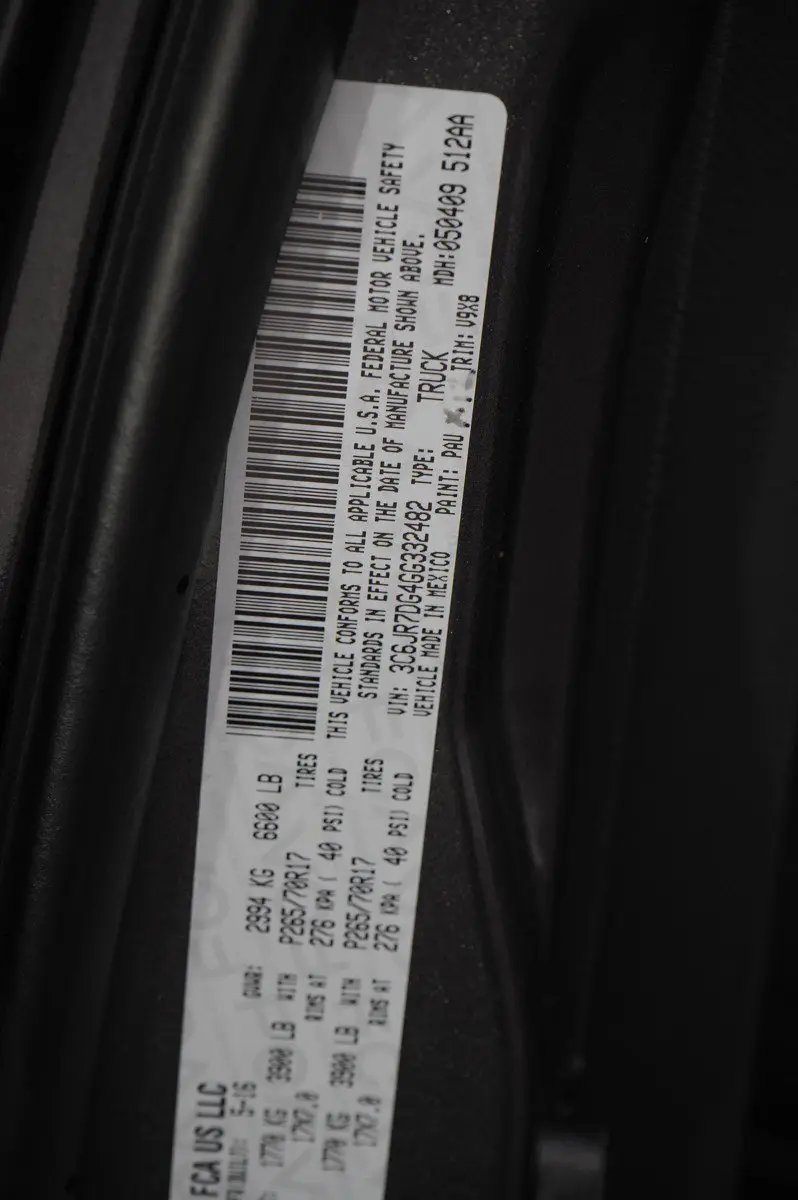 FCA US LLC
5-16 GVWR: 2994 KG 6600 LB
1770 KG 3900 LB WITH P265/70R17 TIRES
17X7.0 RIMS AT 276 KPA ( 40 PSI) COLD
1770 KG 3900 LB WITH P265/70R17 TIRES
17X7.0 RIMS AT 276 KPA ( 40 PSI) COLD
THIS VEHICLE CONFORMS TO ALL APPLICABLE U.S.A. FEDERAL MOTOR VEHICLE SAFETY
STANDARDS IN EFFECT ON THE DATE OF MANUFACTURE SHOWN ABOVE.
VIN: 3C6JR7DG4GG332482 TYPE: TRUCK MDH:050409 512AA
VEHICLE MADE IN MEXICO PAINT: PAU TRIM: V9X8